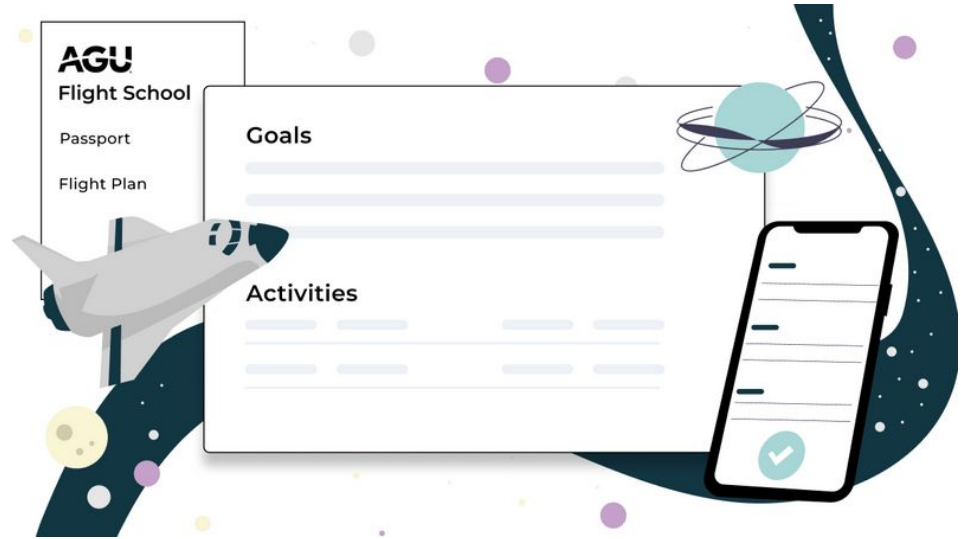 AGU
Flight School
Passport
Flight Plan
Goals
Activities